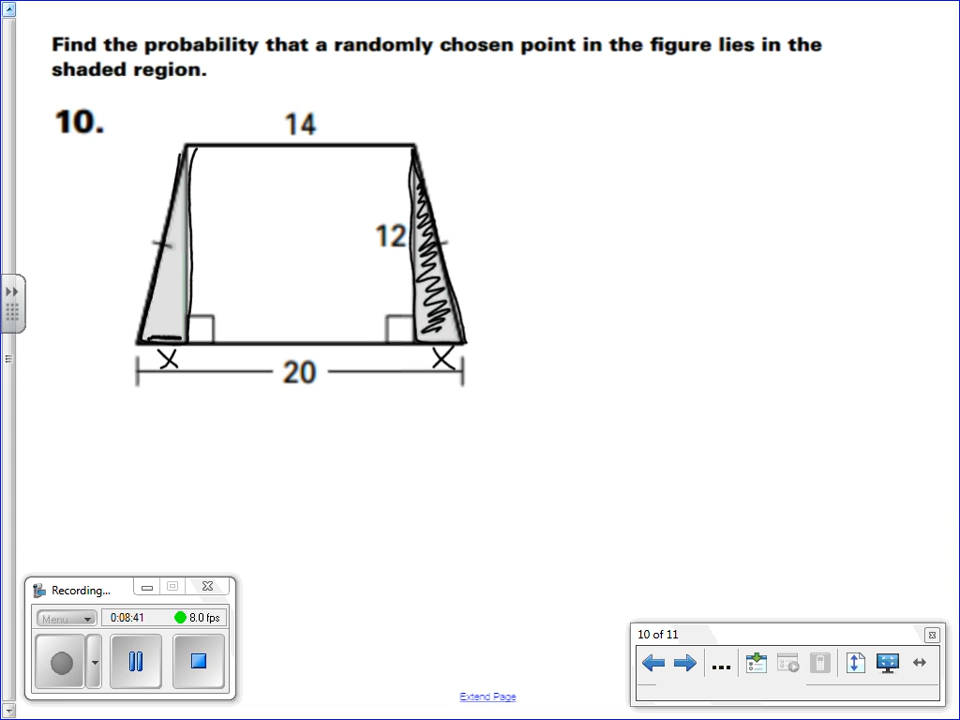 Find the probability that a randomly chosen point in the figure lies in the
shaded region.
10.
14
12
X X
20
Recording...
Menu 0:08:41 8.0 fps
10 of 11
...
Extend Page